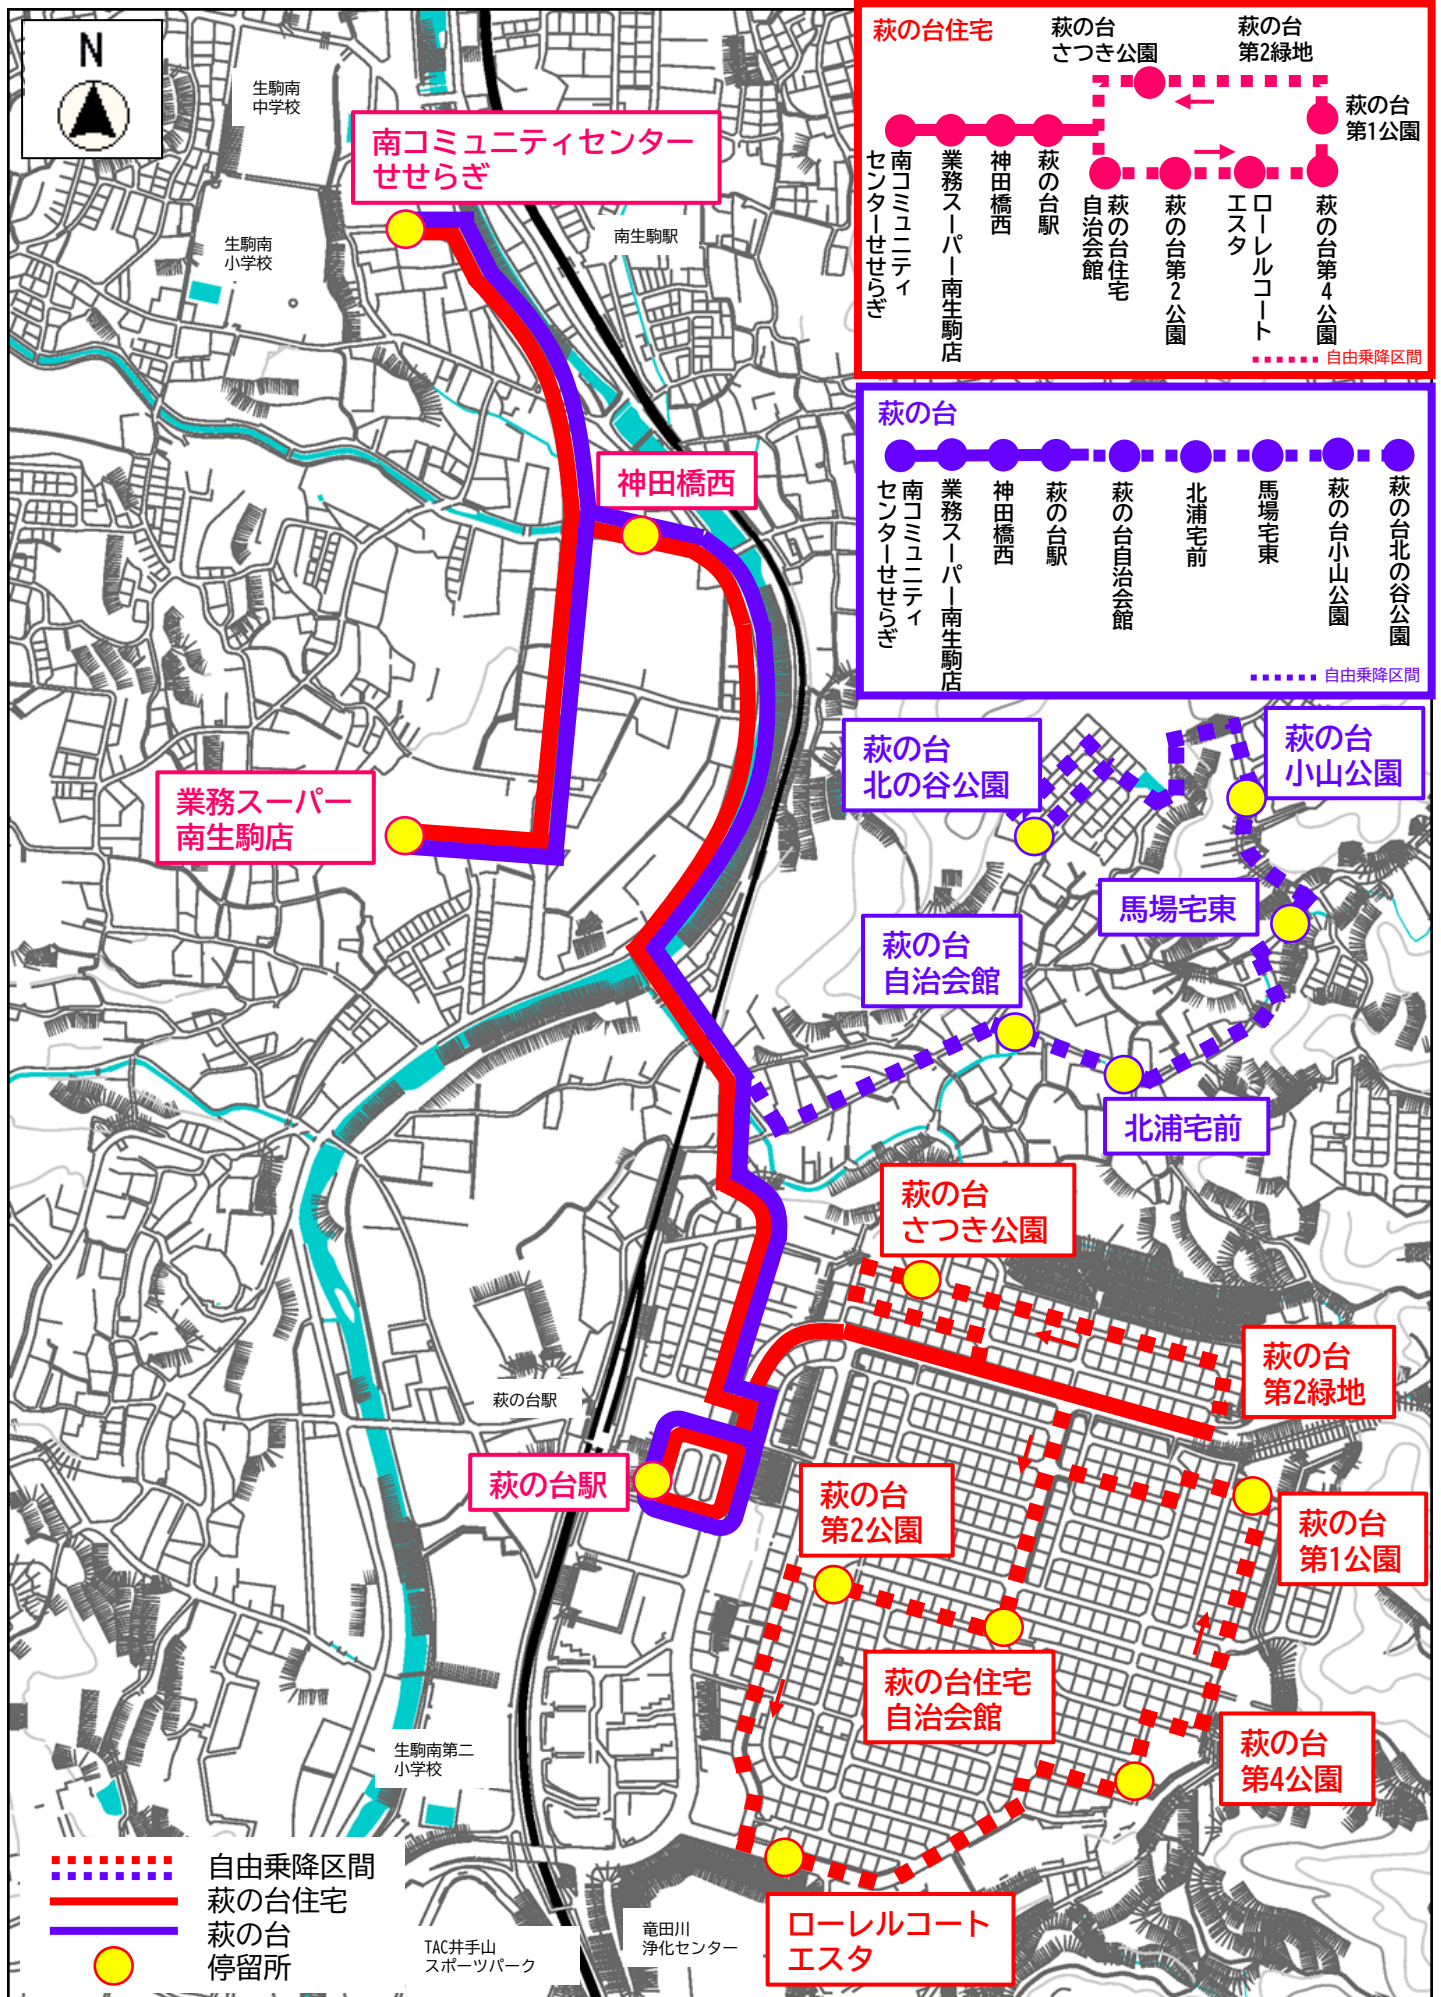 N
生駒南
中学校
南コミュニティセンター
せせらぎ
生駒南
小学校
南生駒駅
神田橋西
業務スーパー
南生駒店
萩の台住宅
萩の台
さつき公園
萩の台
第2緑地
萩の台
第1公園
南コミュニティ
センターせせらぎ
業務スーパー南生駒店
神田橋西
萩の台駅
萩の台住宅
自治会館
萩の台第2公園
ローレルコート
エスタ
萩の台第4公園
自由乗降区間
萩の台
南コミュニティ
センターせせらぎ
業務スーパー南生駒店
神田橋西
萩の台駅
萩の台自治会館
北浦宅前
馬場宅東
萩の台小山公園
萩の台北の谷公園
自由乗降区間
萩の台
北の谷公園
萩の台
小山公園
馬場宅東
萩の台
自治会館
北浦宅前
萩の台
さつき公園
萩の台
第2緑地
萩の台駅
萩の台駅
萩の台
第2公園
萩の台
第1公園
萩の台住宅
自治会館
萩の台
第4公園
生駒南第二
小学校
ローレルコート
エスタ
竜田川
浄化センター
TAC井手山
スポーツパーク
自由乗降区間
萩の台住宅
萩の台
停留所